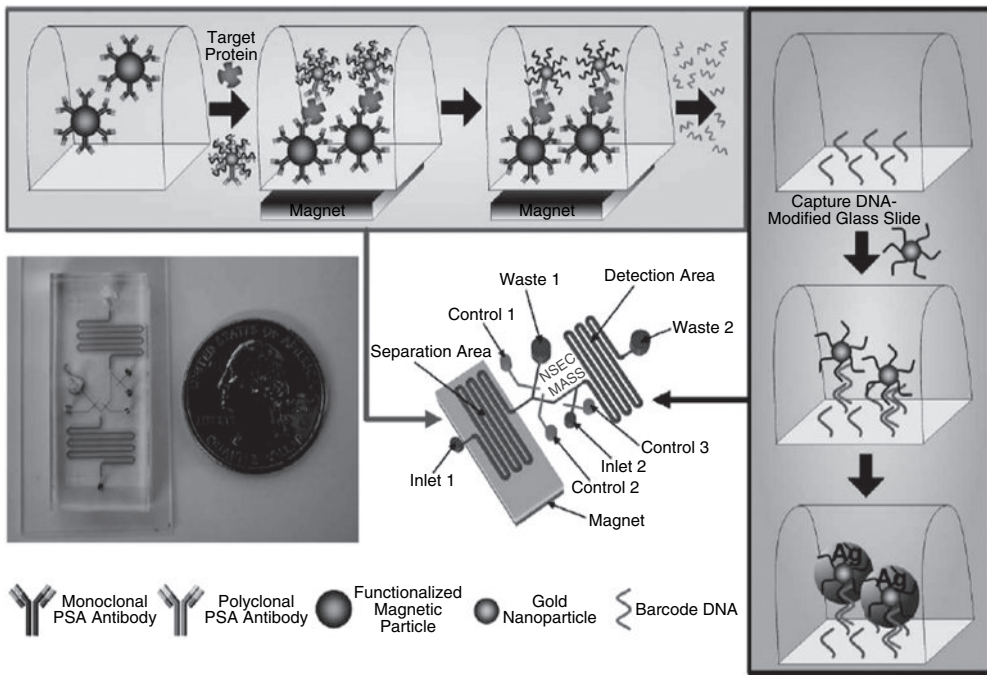 Target
Protein
Magnet
Magnet
Capture DNA-
Modified Glass Slide
Waste 1
Detection Area
Control 1
Waste 2
Separation Area
NSEC
MASS
Control 3
Inlet 1
Inlet 2
Control 2
Magnet
Ag
Ag
Monoclonal
PSA Antibody
Polyclonal
PSA Antibody
Functionalized
Magnetic
Particle
Gold
Nanoparticle
Barcode DNA